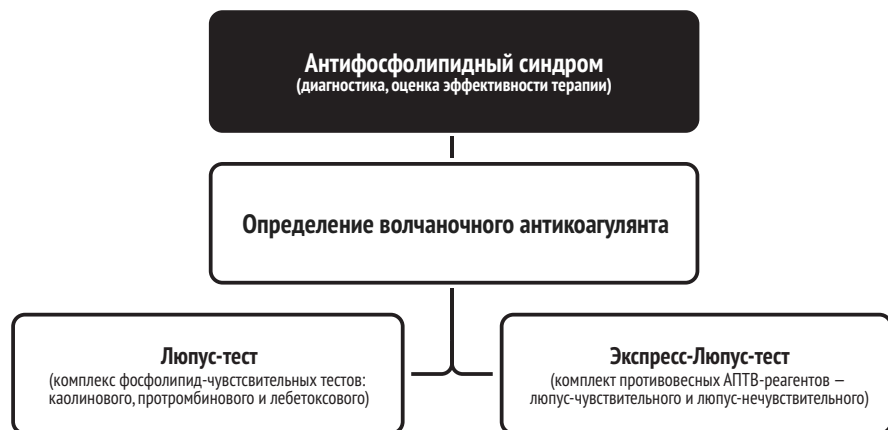 Антифосфолипидный синдром
(диагностика, оценка эффективности терапии)
Определение волчаночного антикоагулянта
Люпус-тест
(комплекс фосфолипид-чувстсвительных тестов:
каолинового, протромбинового и лебетоксового)
Экспресс-Люпус-тест
(комплект противовесных АПТВ-реагентов —
люпус-чувствительного и люпус-нечувствительного)